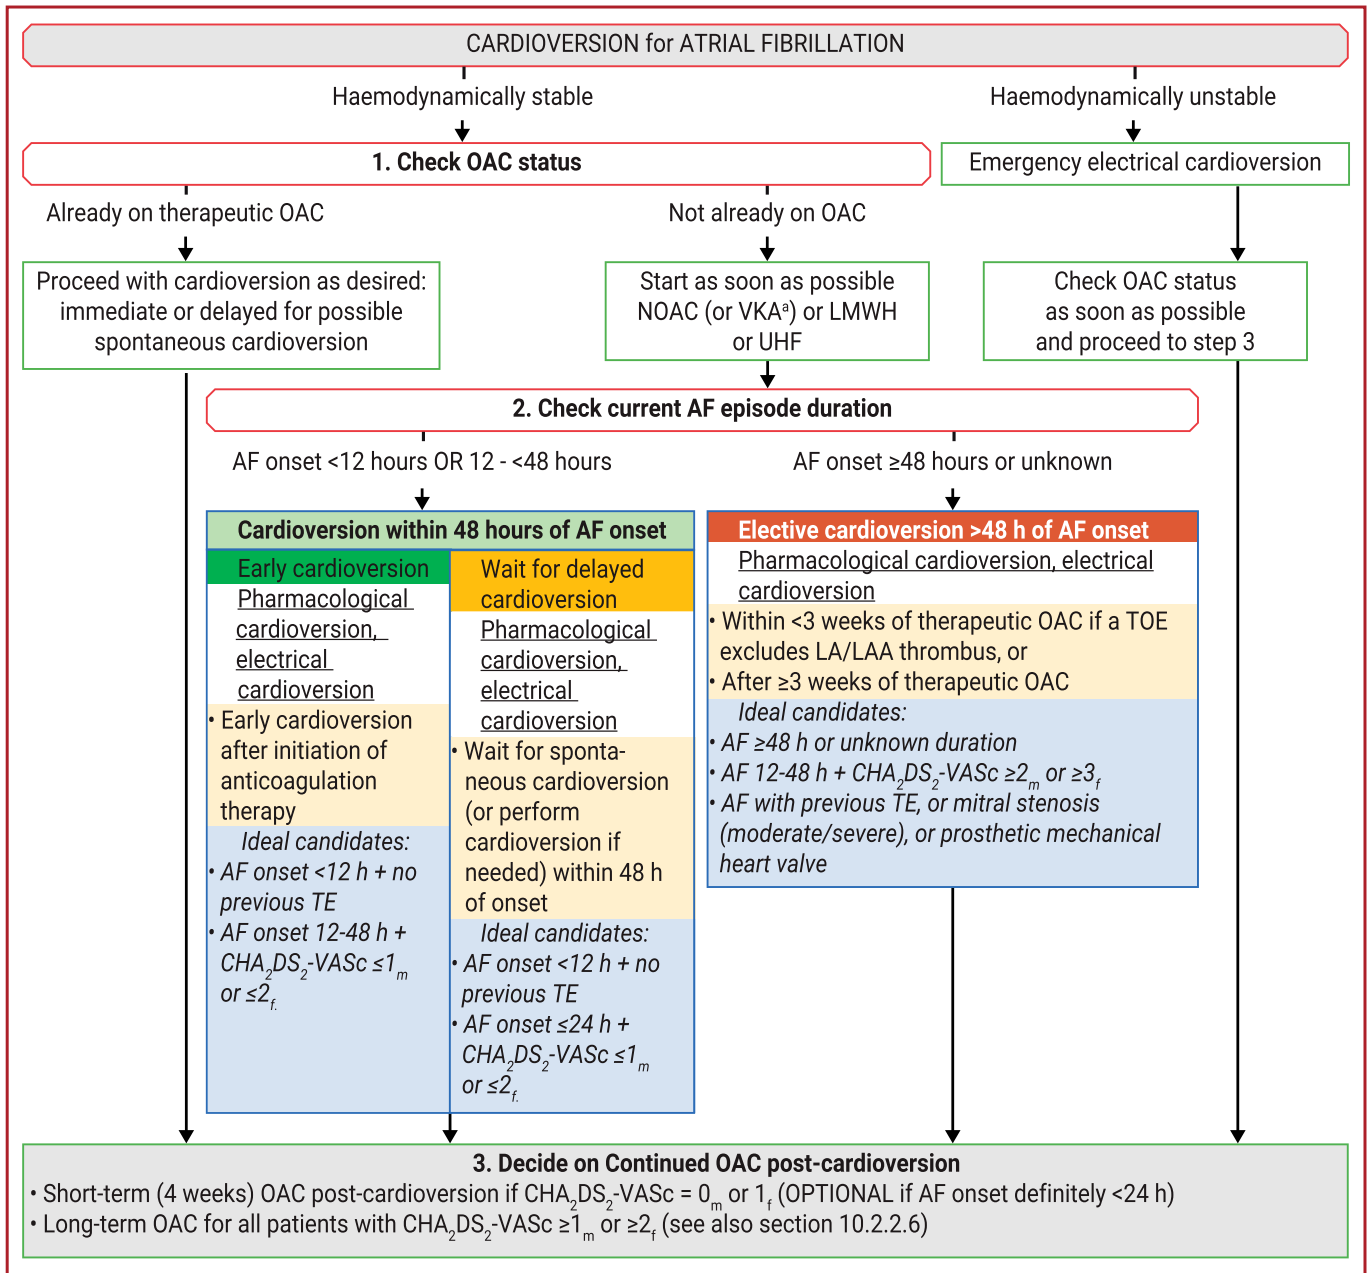 CARDIOVERSION for ATRIAL FIBRILLATION
Haemodynamically stable
Haemodynamically unstable
1. Check OAC status
Emergency electrical cardioversion
Already on therapeutic OAC
Not already on OAC
Proceed with cardioversion as desired:
immediate or delayed for possible
spontaneous cardioversion
Start as soon as possible
NOAC (or VKAᵃ) or LMWH
or UHF
Check OAC status
as soon as possible
and proceed to step 3
2. Check current AF episode duration
AF onset <12 hours OR 12 - <48 hours
AF onset ≥48 hours or unknown
Cardioversion within 48 hours of AF onset
Early cardioversion
Pharmacological
cardioversion,
electrical
cardioversion
• Early cardioversion
after initiation of
anticoagulation
therapy
Ideal candidates:
• AF onset <12 h + no
previous TE
• AF onset 12-48 h +
CHA₂DS₂-VASc ≤1m
or ≤2f.
Wait for delayed
cardioversion
Pharmacological
cardioversion,
electrical
cardioversion
• Wait for sponta-
neous cardioversion
(or perform
cardioversion if
needed) within 48 h
of onset
Ideal candidates:
• AF onset <12 h + no
previous TE
• AF onset ≤24 h +
CHA₂DS₂-VASc ≤1m
or ≤2f.
Elective cardioversion >48 h of AF onset
Pharmacological cardioversion, electrical
cardioversion
• Within <3 weeks of therapeutic OAC if a TOE
excludes LA/LAA thrombus, or
• After ≥3 weeks of therapeutic OAC
Ideal candidates:
• AF ≥48 h or unknown duration
• AF 12-48 h + CHA₂DS₂-VASc ≥2m or ≥3f
• AF with previous TE, or mitral stenosis
(moderate/severe), or prosthetic mechanical
heart valve
3. Decide on Continued OAC post-cardioversion
• Short-term (4 weeks) OAC post-cardioversion if CHA₂DS₂-VASc = 0m or 1f (OPTIONAL if AF onset definitely <24 h)
• Long-term OAC for all patients with CHA₂DS₂-VASc ≥1m or ≥2f (see also section 10.2.2.6)